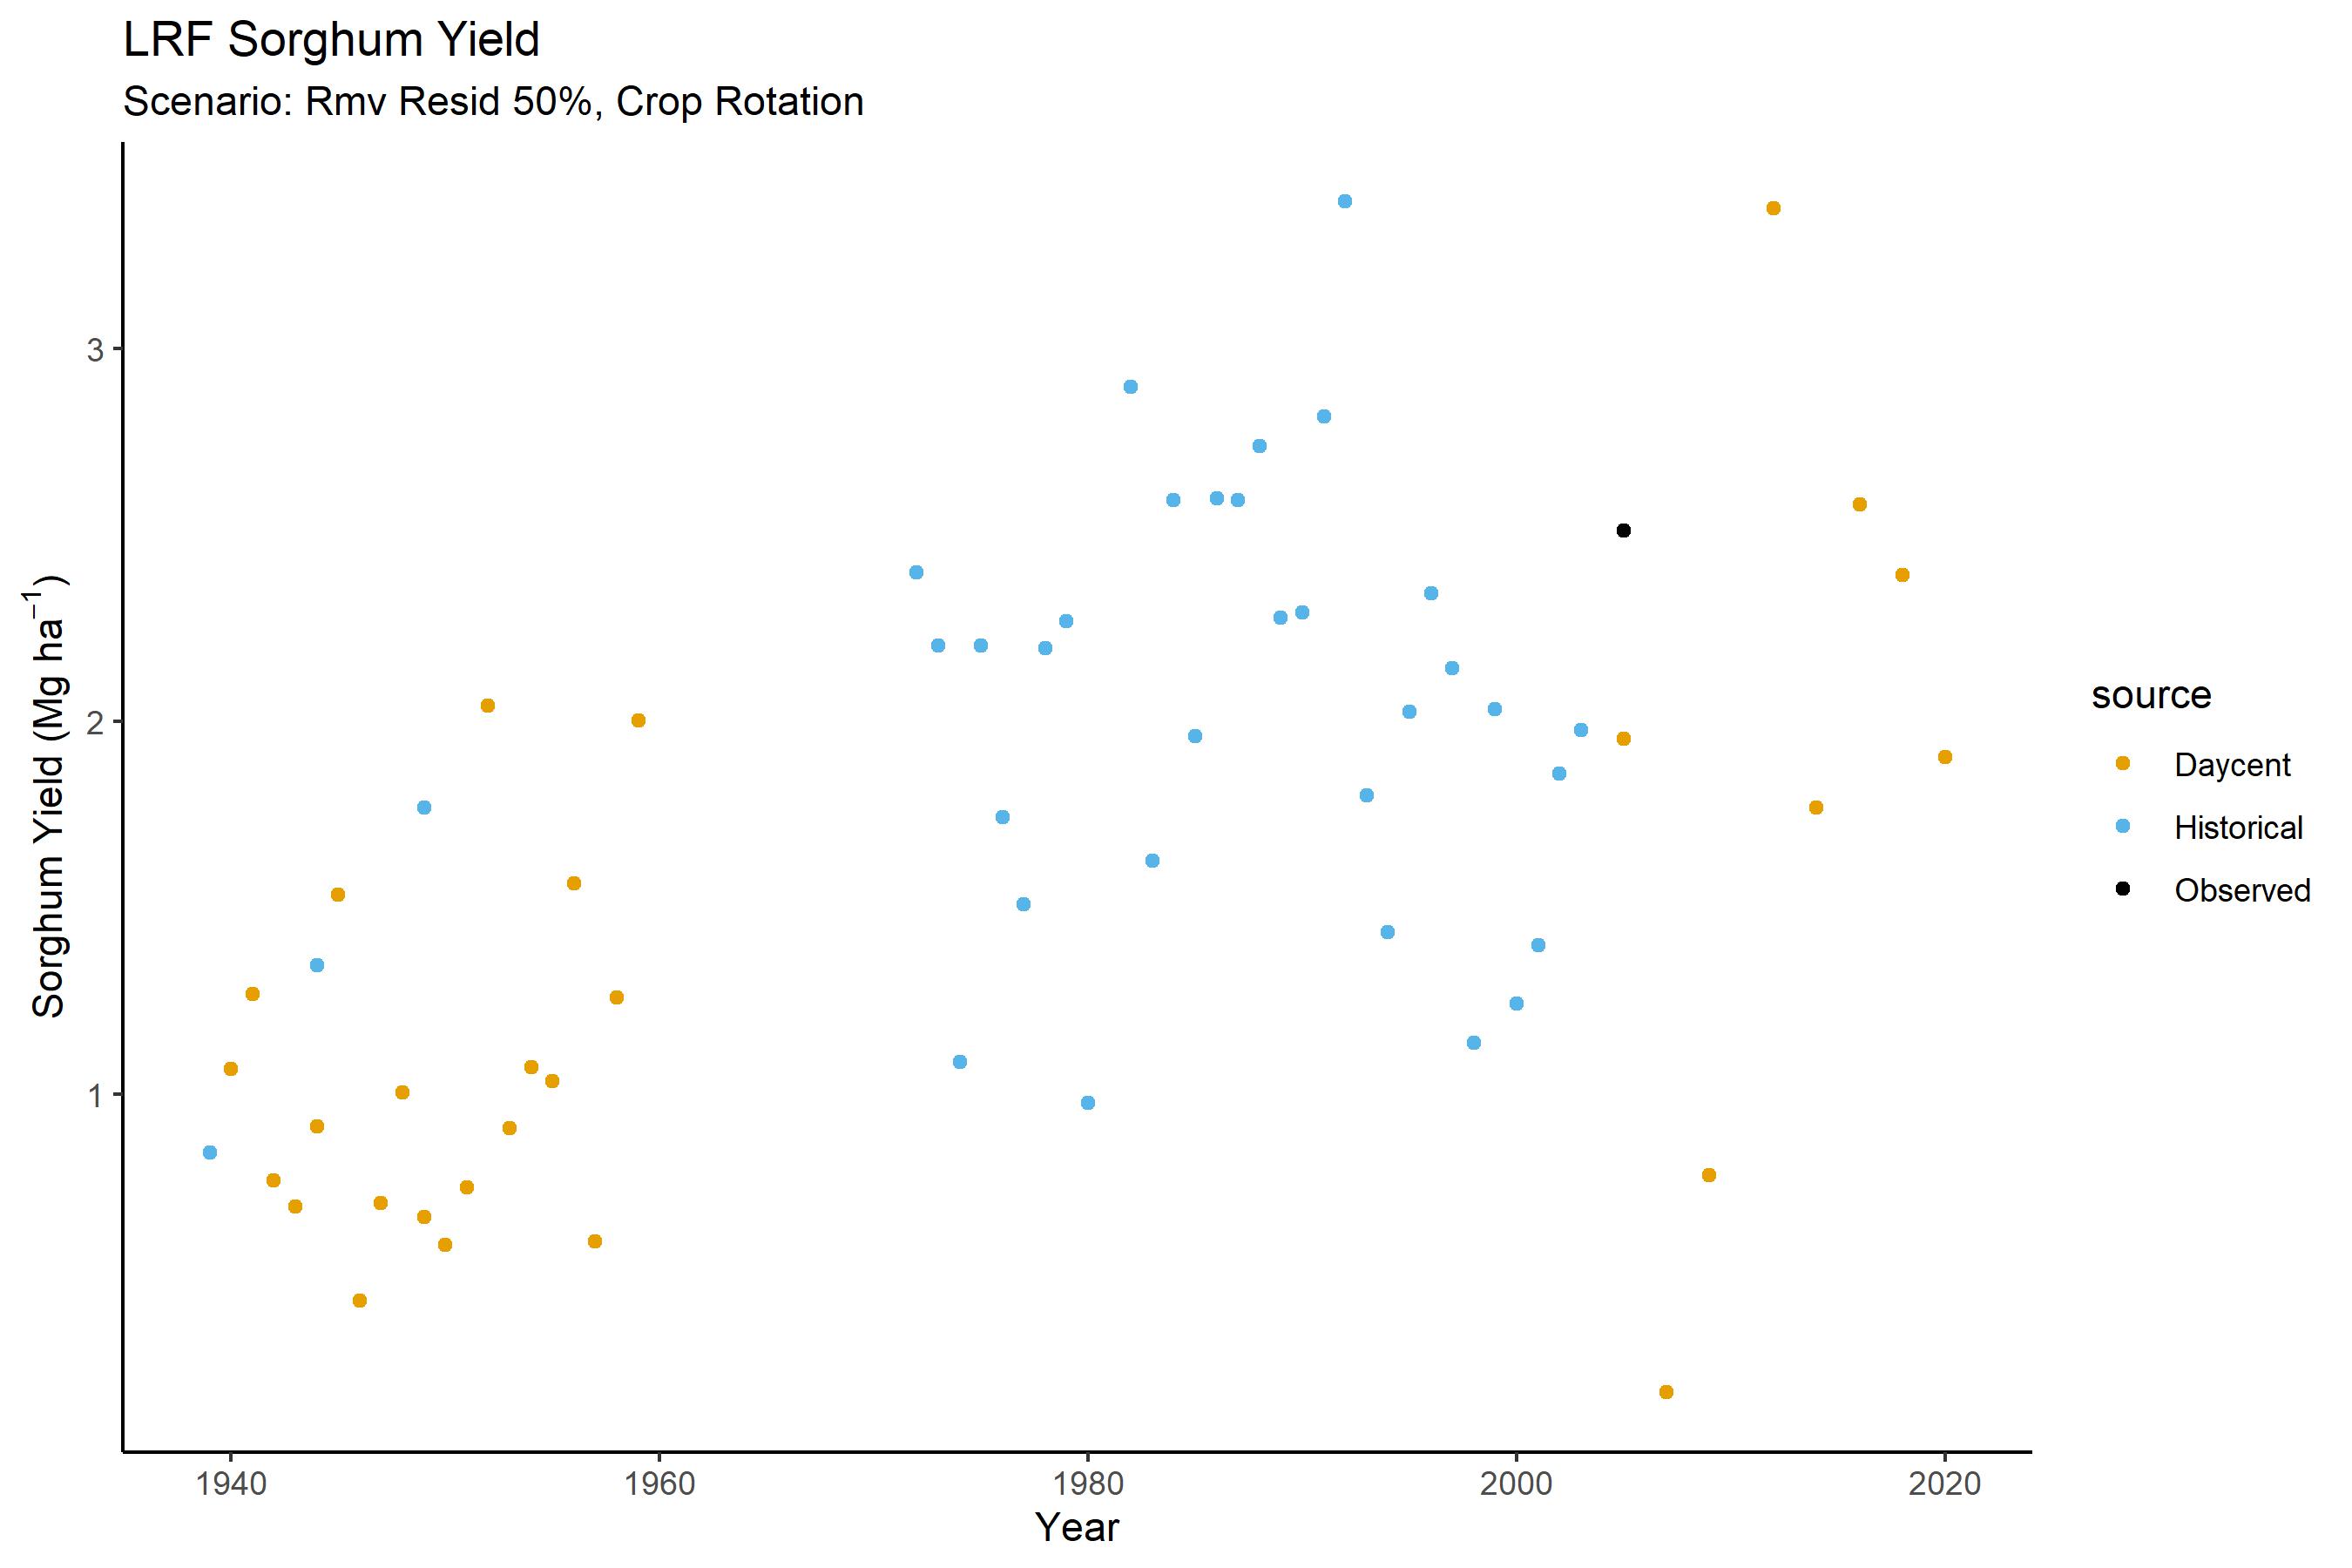 LRF Sorghum Yield
Scenario: Rmv Resid 50%, Crop Rotation
Sorghum Yield (Mg ha⁻¹)
3
2
1
1940
1960
1980
2000
2020
Year
source
Daycent
Historical
Observed